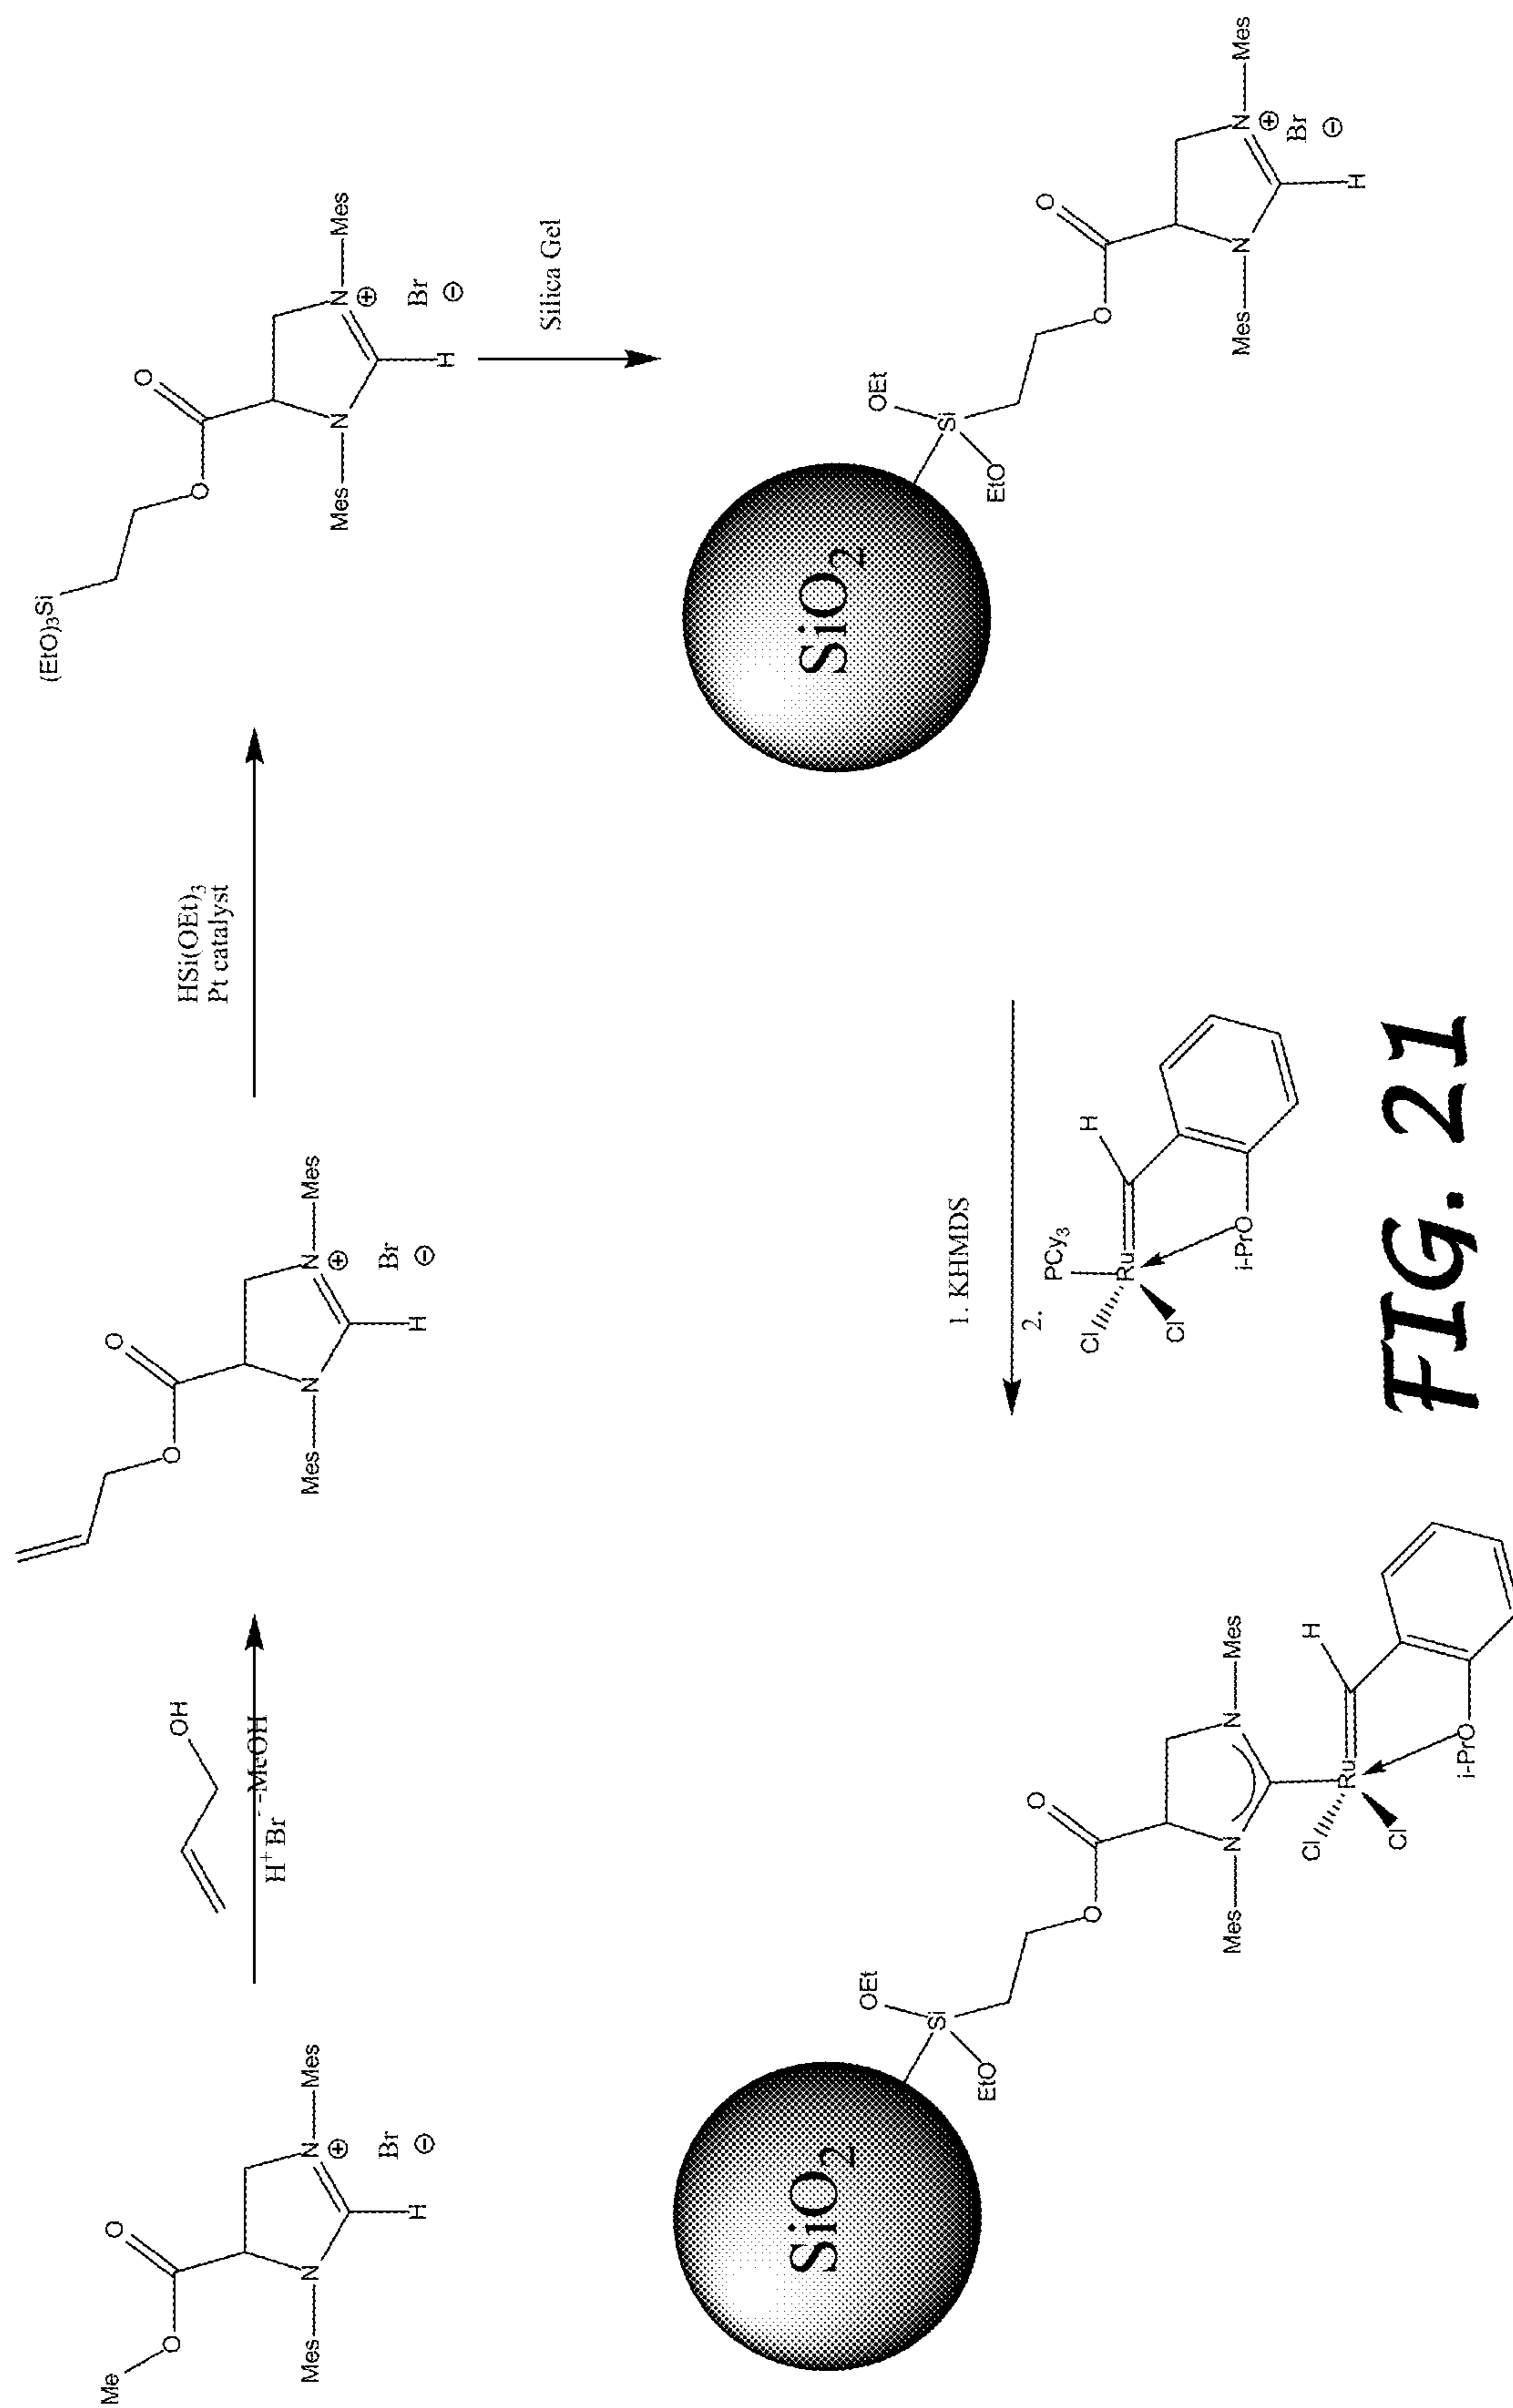 Me
O
O
Mes
N
N
Mes
⊕
Br
⊖
H
OH
H⁺ Br⁻ -MeOH
O
O
Mes
N
N
Mes
⊕
Br
⊖
H
HSi(OEt)₃
Pt catalyst
(EtO)₃Si
O
O
Mes
N
N
Mes
⊕
Br
⊖
H
Silica Gel
SiO₂
OEt
Si
EtO
O
O
Mes
N
N
Mes
⊕
Br
⊖
H
1. KHMDS
2.
PCy₃
H
Cl
Ru
Cl
i-PrO
SiO₂
OEt
Si
EtO
O
O
Mes
N
N
Mes
H
Cl
Ru
Cl
i-PrO
FIG. 21